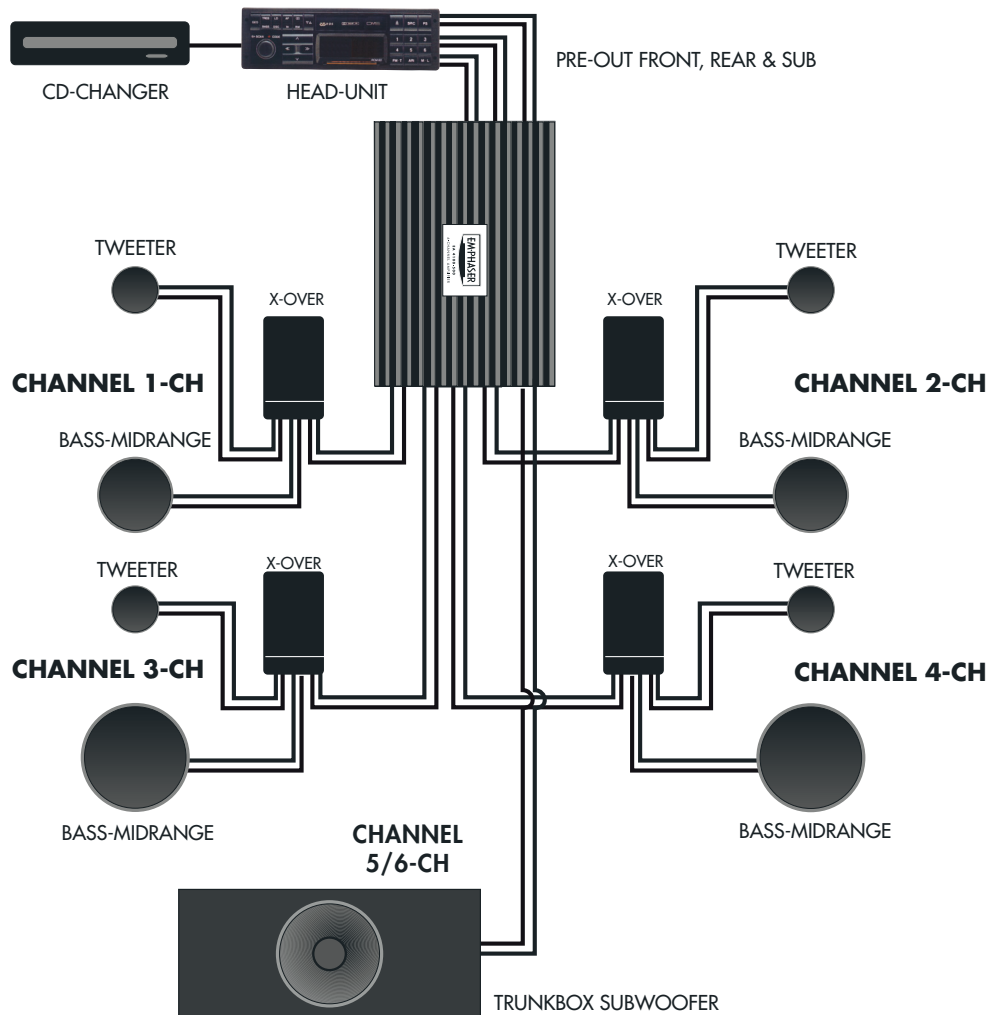 PRE-OUT FRONT, REAR & SUB
CD-CHANGER
HEAD-UNIT
EMPHASER
TWEETER
TWEETER
X-OVER
X-OVER
CHANNEL 1-CH
CHANNEL 2-CH
BASS-MIDRANGE
BASS-MIDRANGE
TWEETER
X-OVER
X-OVER
TWEETER
CHANNEL 3-CH
CHANNEL 4-CH
BASS-MIDRANGE
BASS-MIDRANGE
CHANNEL
5/6-CH
TRUNKBOX SUBWOOFER